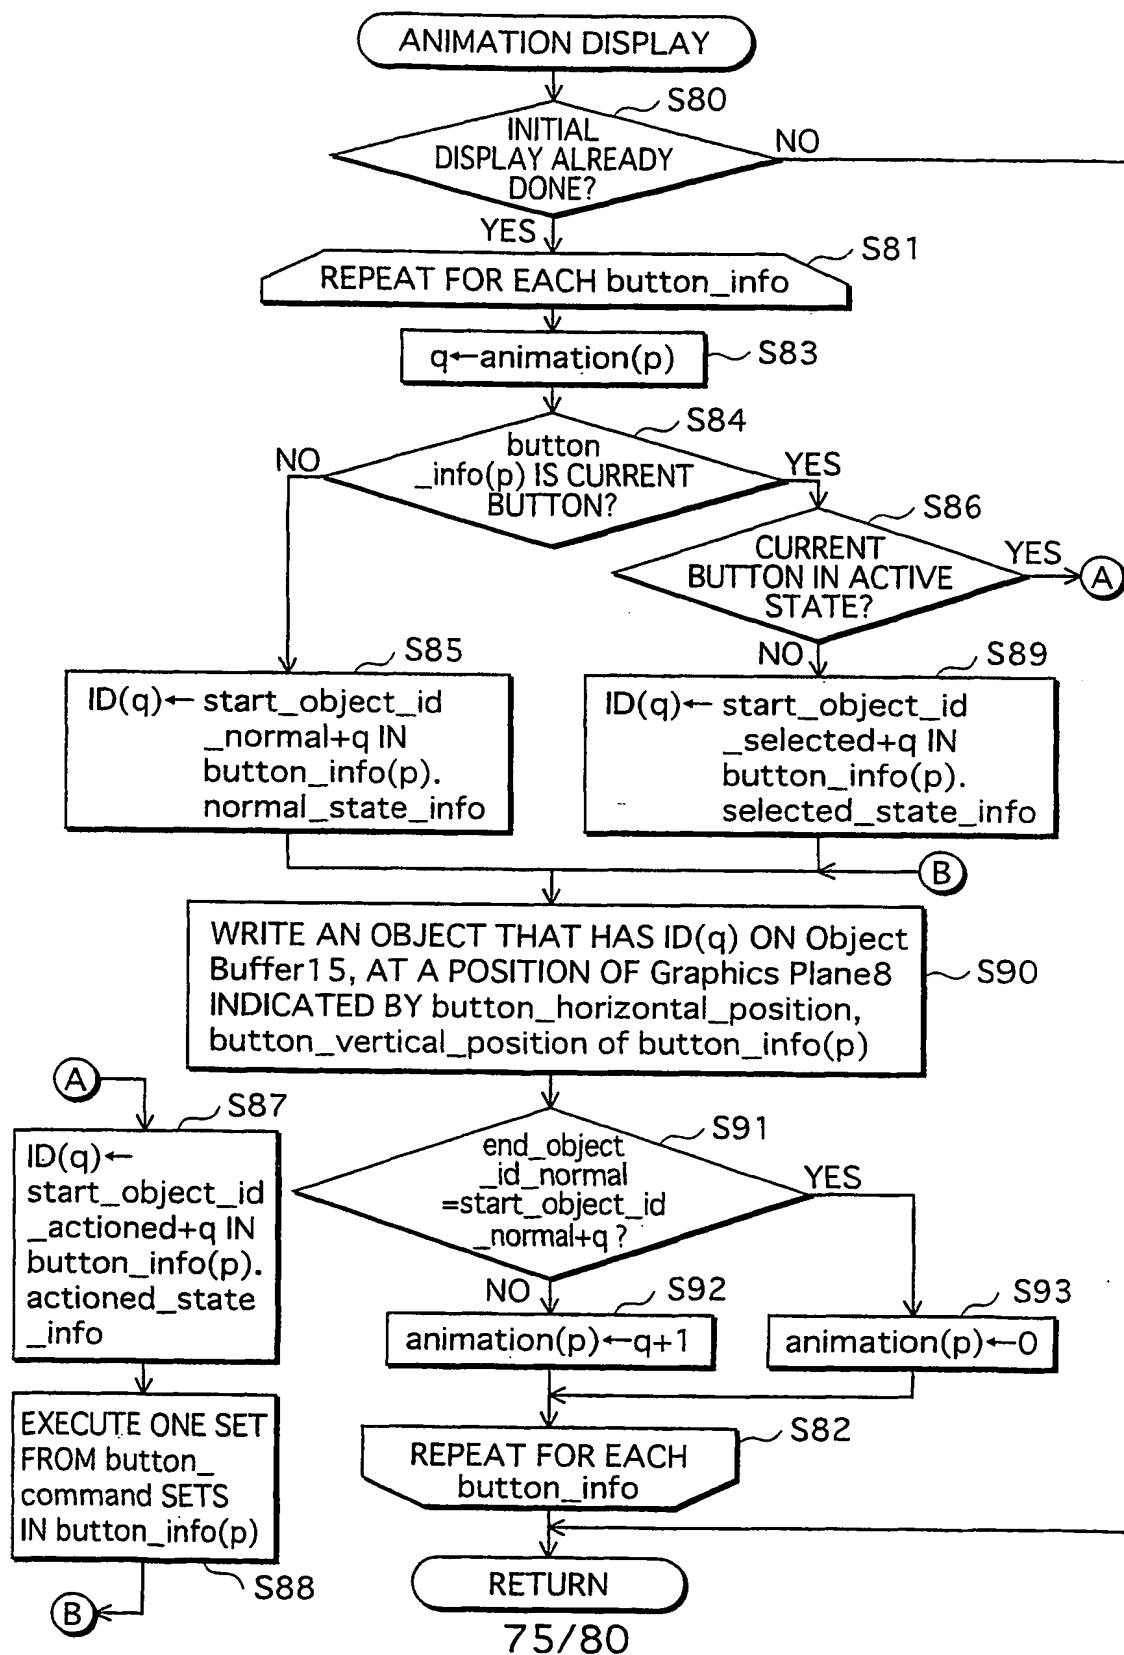 ANIMATION DISPLAY
S80
INITIAL
DISPLAY ALREADY
DONE?
NO
YES
S81
REPEAT FOR EACH button_info
q←animation(p)
S83
S84
button
_info(p) IS CURRENT
BUTTON?
NO
YES
S86
CURRENT
BUTTON IN ACTIVE
STATE?
YES
A
NO
S85
ID(q)← start_object_id
_normal+q IN
button_info(p).
normal_state_info
S89
ID(q)← start_object_id
_selected+q IN
button_info(p).
selected_state_info
B
WRITE AN OBJECT THAT HAS ID(q) ON Object
Buffer15, AT A POSITION OF Graphics Plane8
INDICATED BY button_horizontal_position,
button_vertical_position of button_info(p)
S90
A
S87
ID(q)←
start_object_id
_actioned+q IN
button_info(p).
actioned_state
_info
EXECUTE ONE SET
FROM button_
command SETS
IN button_info(p)
S88
B
S91
end_object
_id_normal
=start_object_id
_normal+q ?
YES
NO
S92
animation(p)←q+1
S93
animation(p)←0
S82
REPEAT FOR EACH
button_info
RETURN
75/80